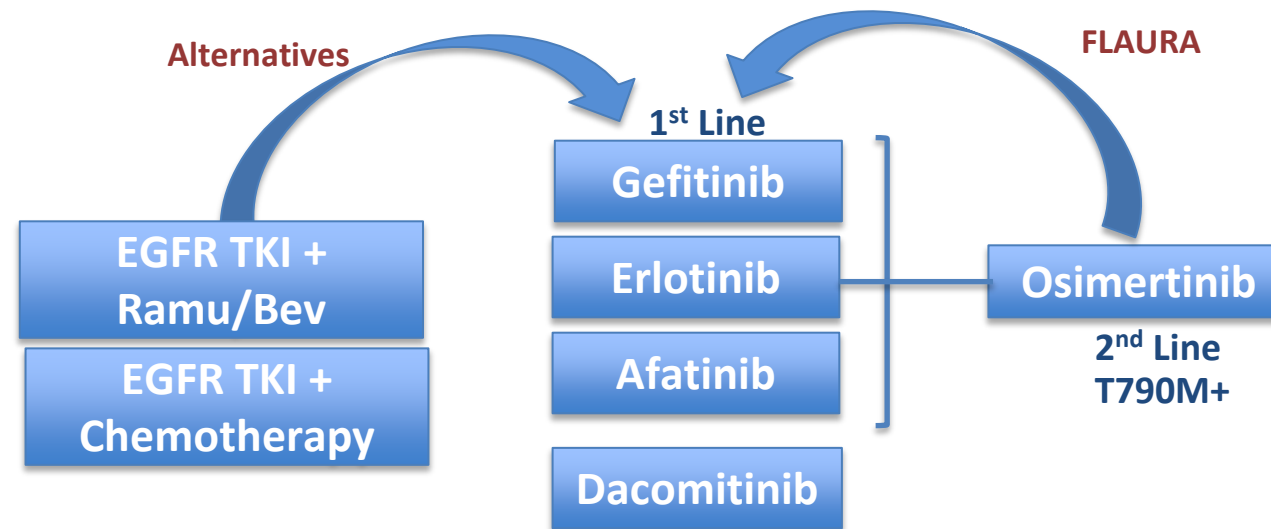 Alternatives
FLAURA
1st Line
Gefitinib
EGFR TKI +
Ramu/Bev
Erlotinib
Osimertinib
EGFR TKI +
Chemotherapy
Afatinib
2nd Line
T790M+
Dacomitinib